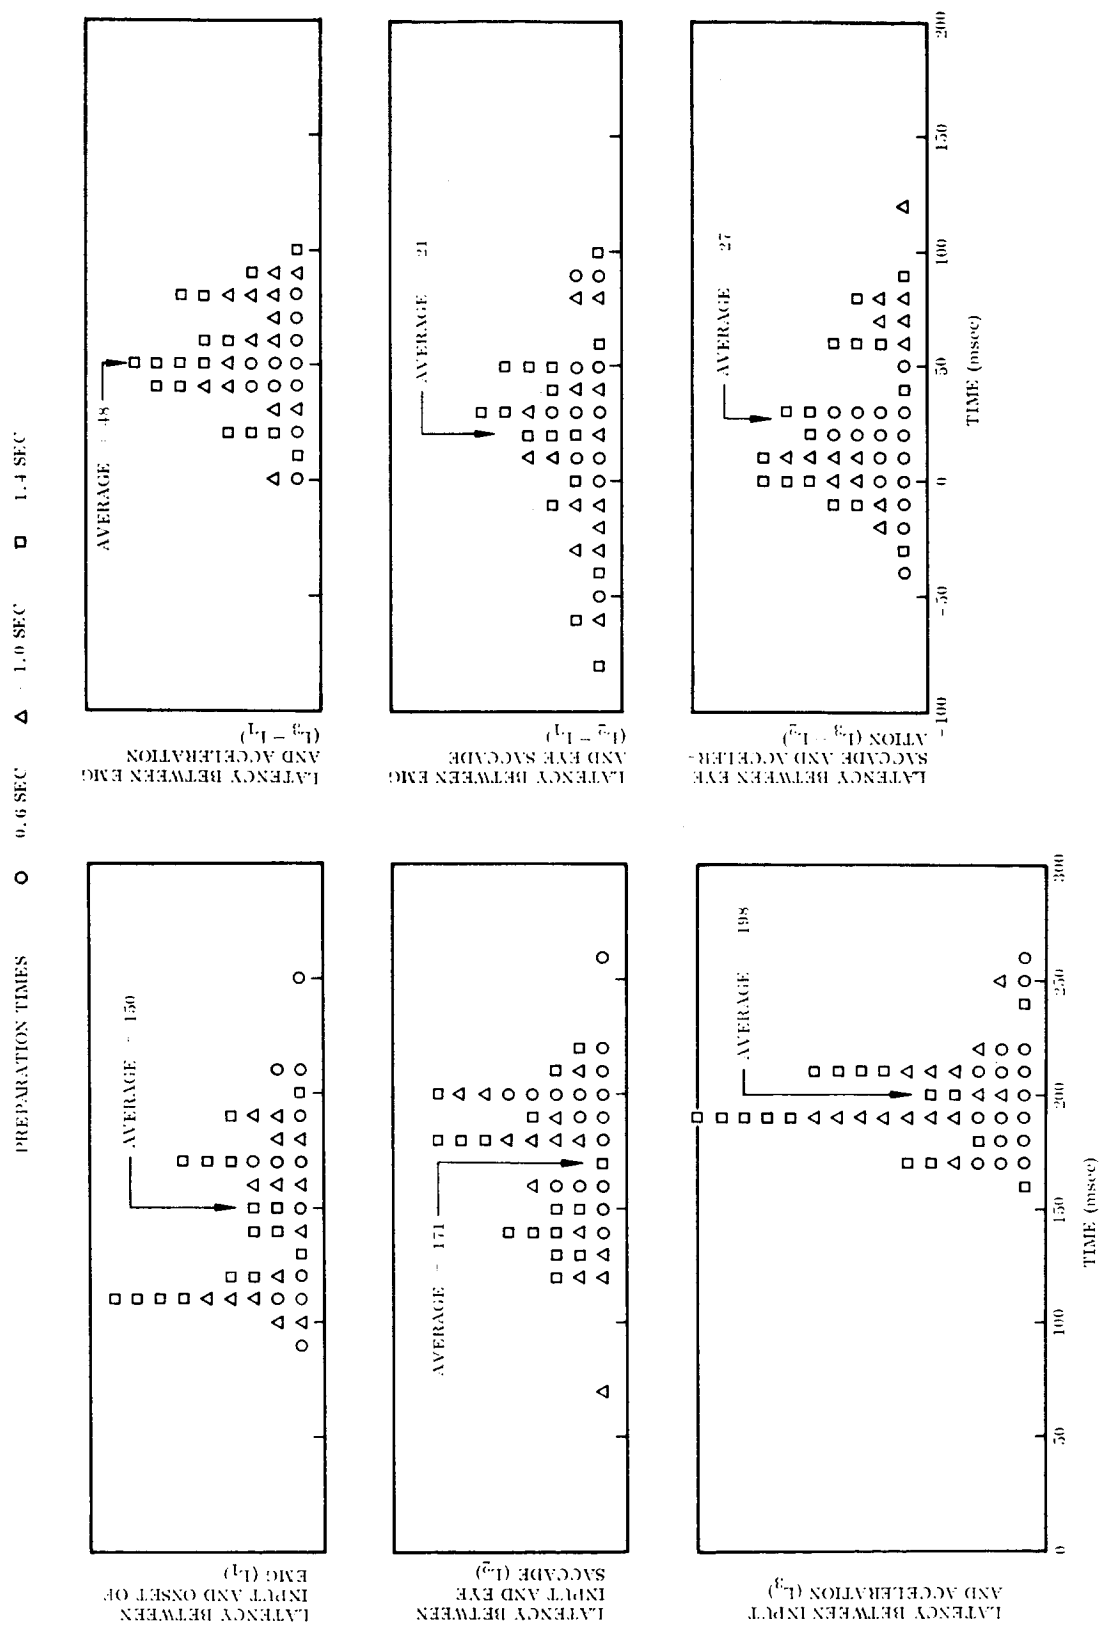 PREPARATION TIMES
0.6 SEC
1.0 SEC
1.4 SEC
LATENCY BETWEEN
INPUT AND ONSET OF
EMG (L1)
AVERAGE = 150
LATENCY BETWEEN
INPUT AND EYE
SACCADE (L2)
AVERAGE = 171
LATENCY BETWEEN INPUT
AND ACCELERATION (L3)
AVERAGE 198
0 50 100 150 200 250 300
TIME (msec)
LATENCY BETWEEN EMG
AND ACCELERATION
(L3 - L1)
AVERAGE = 48
LATENCY BETWEEN EMG
AND EYE SACCADE
(L2 - L1)
AVERAGE 21
LATENCY BETWEEN EYE
SACCADE AND ACCELER-
ATION (L3 - L2)
AVERAGE 27
-100 -50 0 50 100 150 200
TIME (msec)